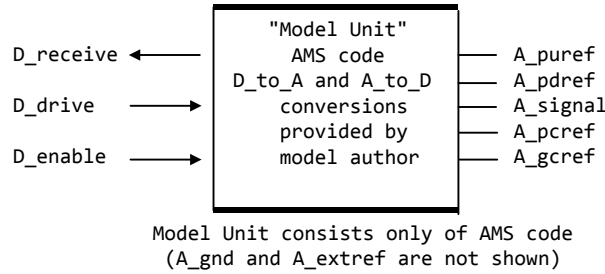 "Model Unit"
D_receive AMS code A_puref
D_to_A and A_to_D A_pdref
D_drive conversions A_signal
provided by A_pcref
D_enable model author A_gcref
Model Unit consists only of AMS code
(A_gnd and A_extref are not shown)